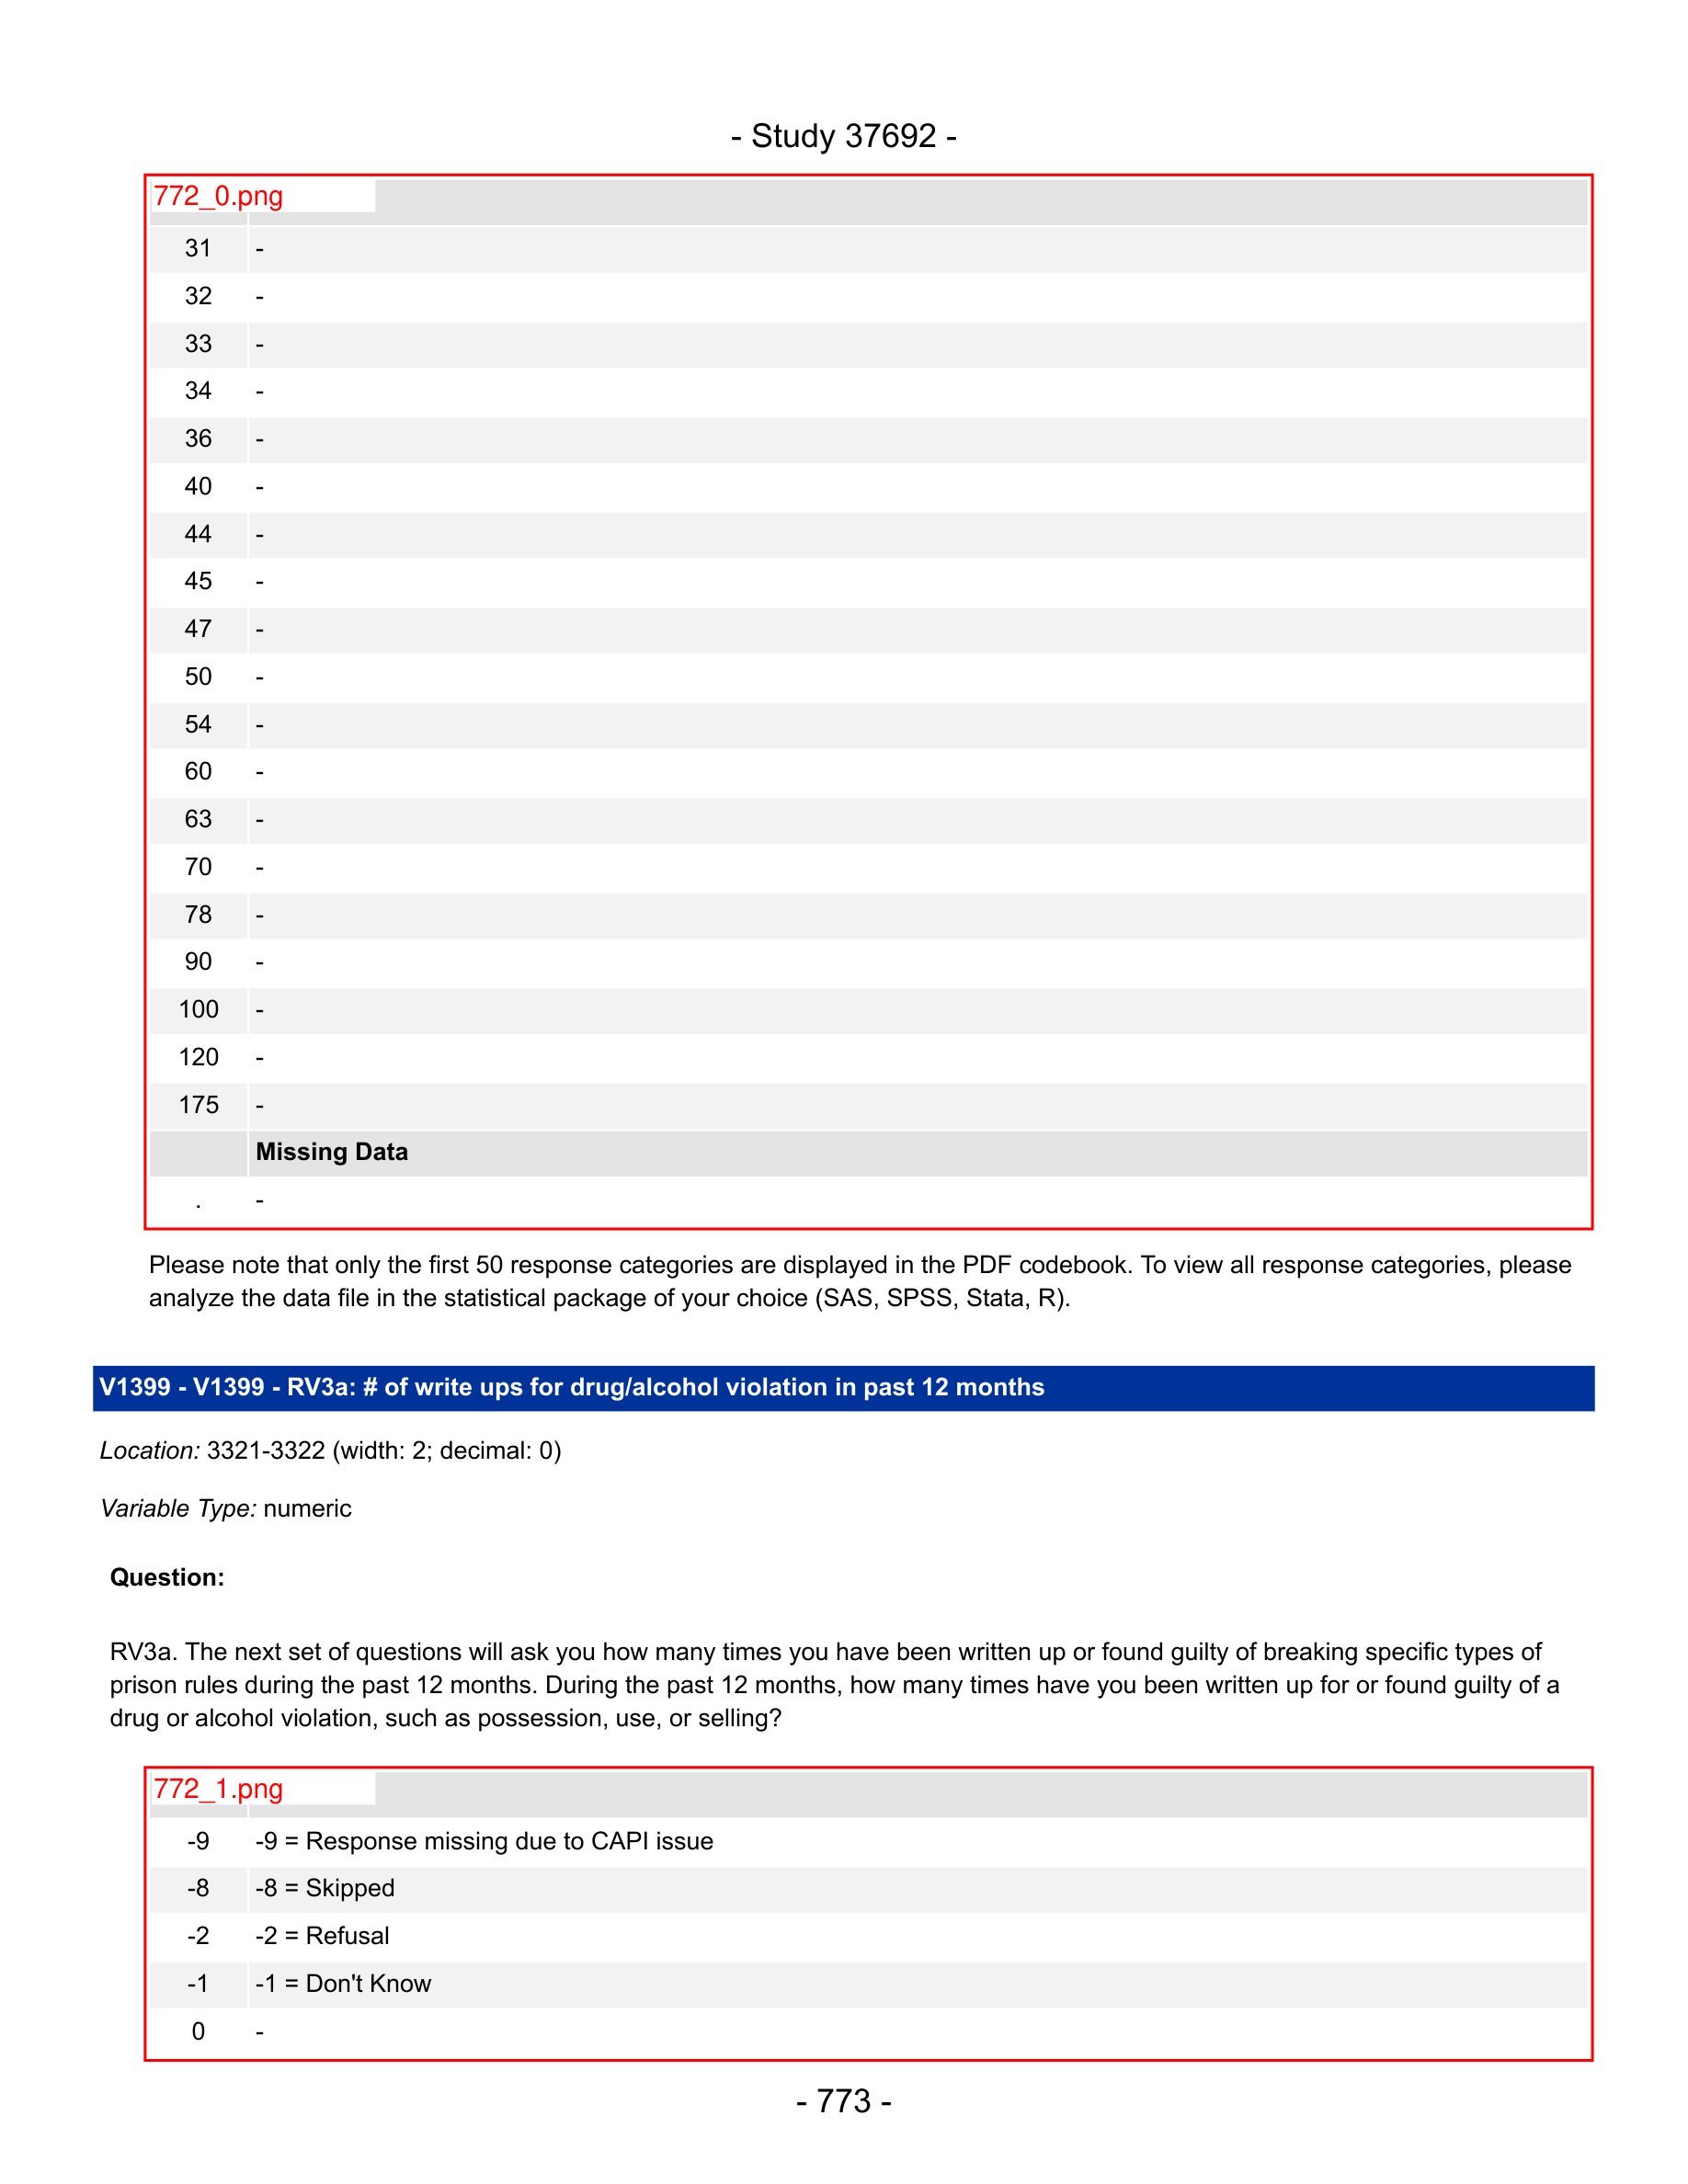 - Study 37692 -
772_0.png
31 -
32 -
33 -
34 -
36 -
40 -
44 -
45 -
47 -
50 -
54 -
60 -
63 -
70 -
78 -
90 -
100 -
120 -
175 -
Missing Data
. -
Please note that only the first 50 response categories are displayed in the PDF codebook. To view all response categories, please
analyze the data file in the statistical package of your choice (SAS, SPSS, Stata, R).
V1399 - V1399 - RV3a: # of write ups for drug/alcohol violation in past 12 months
Location: 3321-3322 (width: 2; decimal: 0)
Variable Type: numeric
Question:
RV3a. The next set of questions will ask you how many times you have been written up or found guilty of breaking specific types of
prison rules during the past 12 months. During the past 12 months, how many times have you been written up for or found guilty of a
drug or alcohol violation, such as possession, use, or selling?
772_1.png
-9 -9 = Response missing due to CAPI issue
-8 -8 = Skipped
-2 -2 = Refusal
-1 -1 = Don't Know
0 -
- 773 -